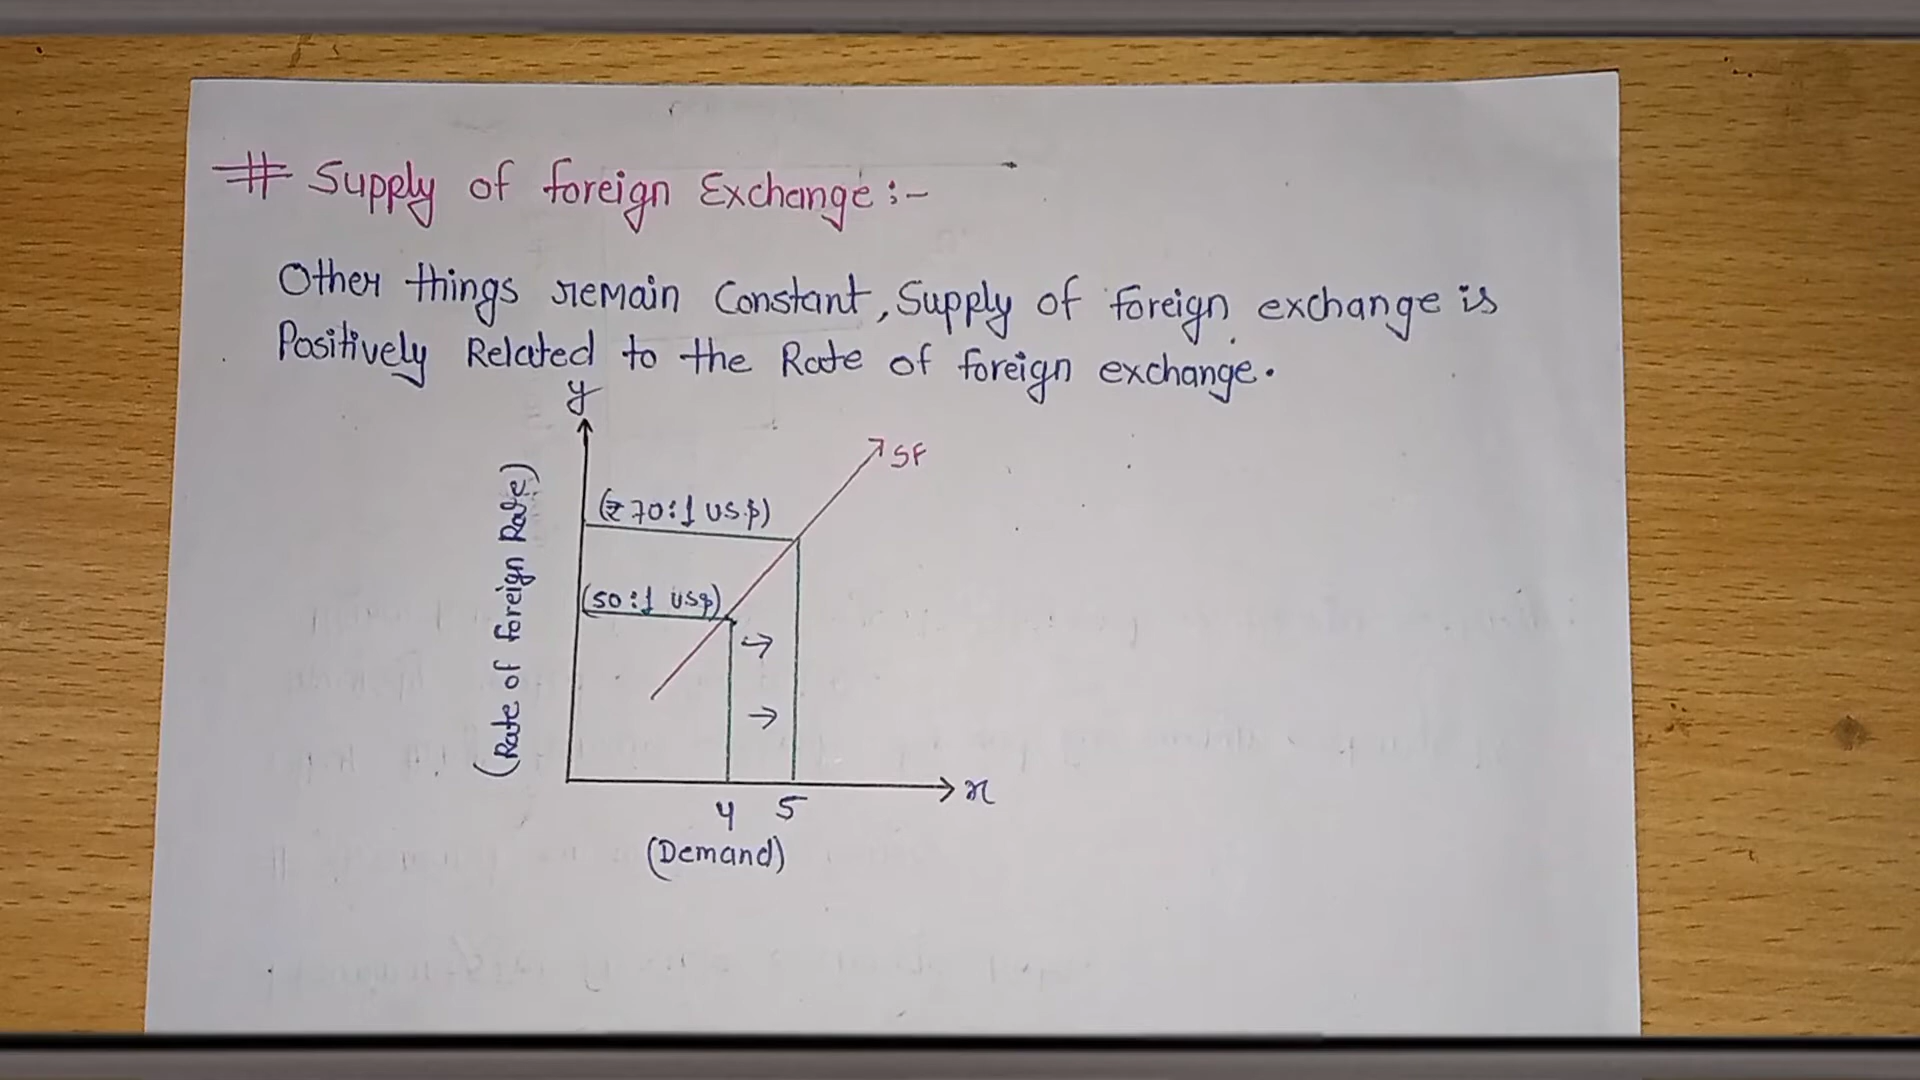 # Supply of foreign Exchange:-
Other things remain Constant, Supply of foreign exchange is
Positively Related to the Rate of foreign exchange.
y
SF
(₹70:1 US$)
(50:1 US$)
(Rate of foreign Rate)
x
4 5
(Demand)